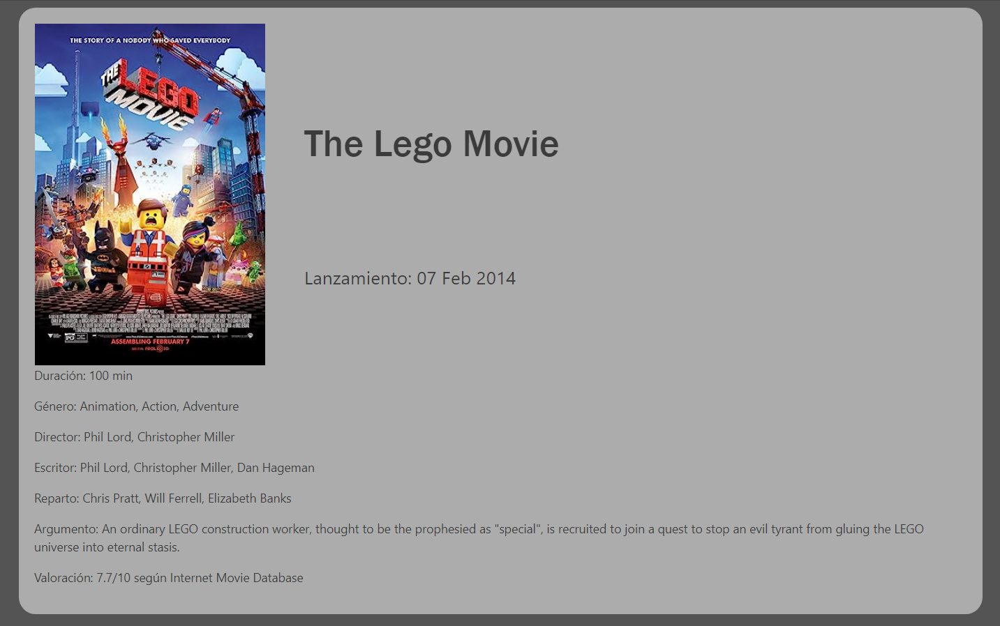 THE STORY OF A NOBODY WHO SAVED EVERYBODY
THE LEGO MOVIE
ASSEMBLING FEBRUARY 7
The Lego Movie
Lanzamiento: 07 Feb 2014
Duración: 100 min
Género: Animation, Action, Adventure
Director: Phil Lord, Christopher Miller
Escritor: Phil Lord, Christopher Miller, Dan Hageman
Reparto: Chris Pratt, Will Ferrell, Elizabeth Banks
Argumento: An ordinary LEGO construction worker, thought to be the prophesied as "special", is recruited to join a quest to stop an evil tyrant from gluing the LEGO
universe into eternal stasis.
Valoración: 7.7/10 según Internet Movie Database